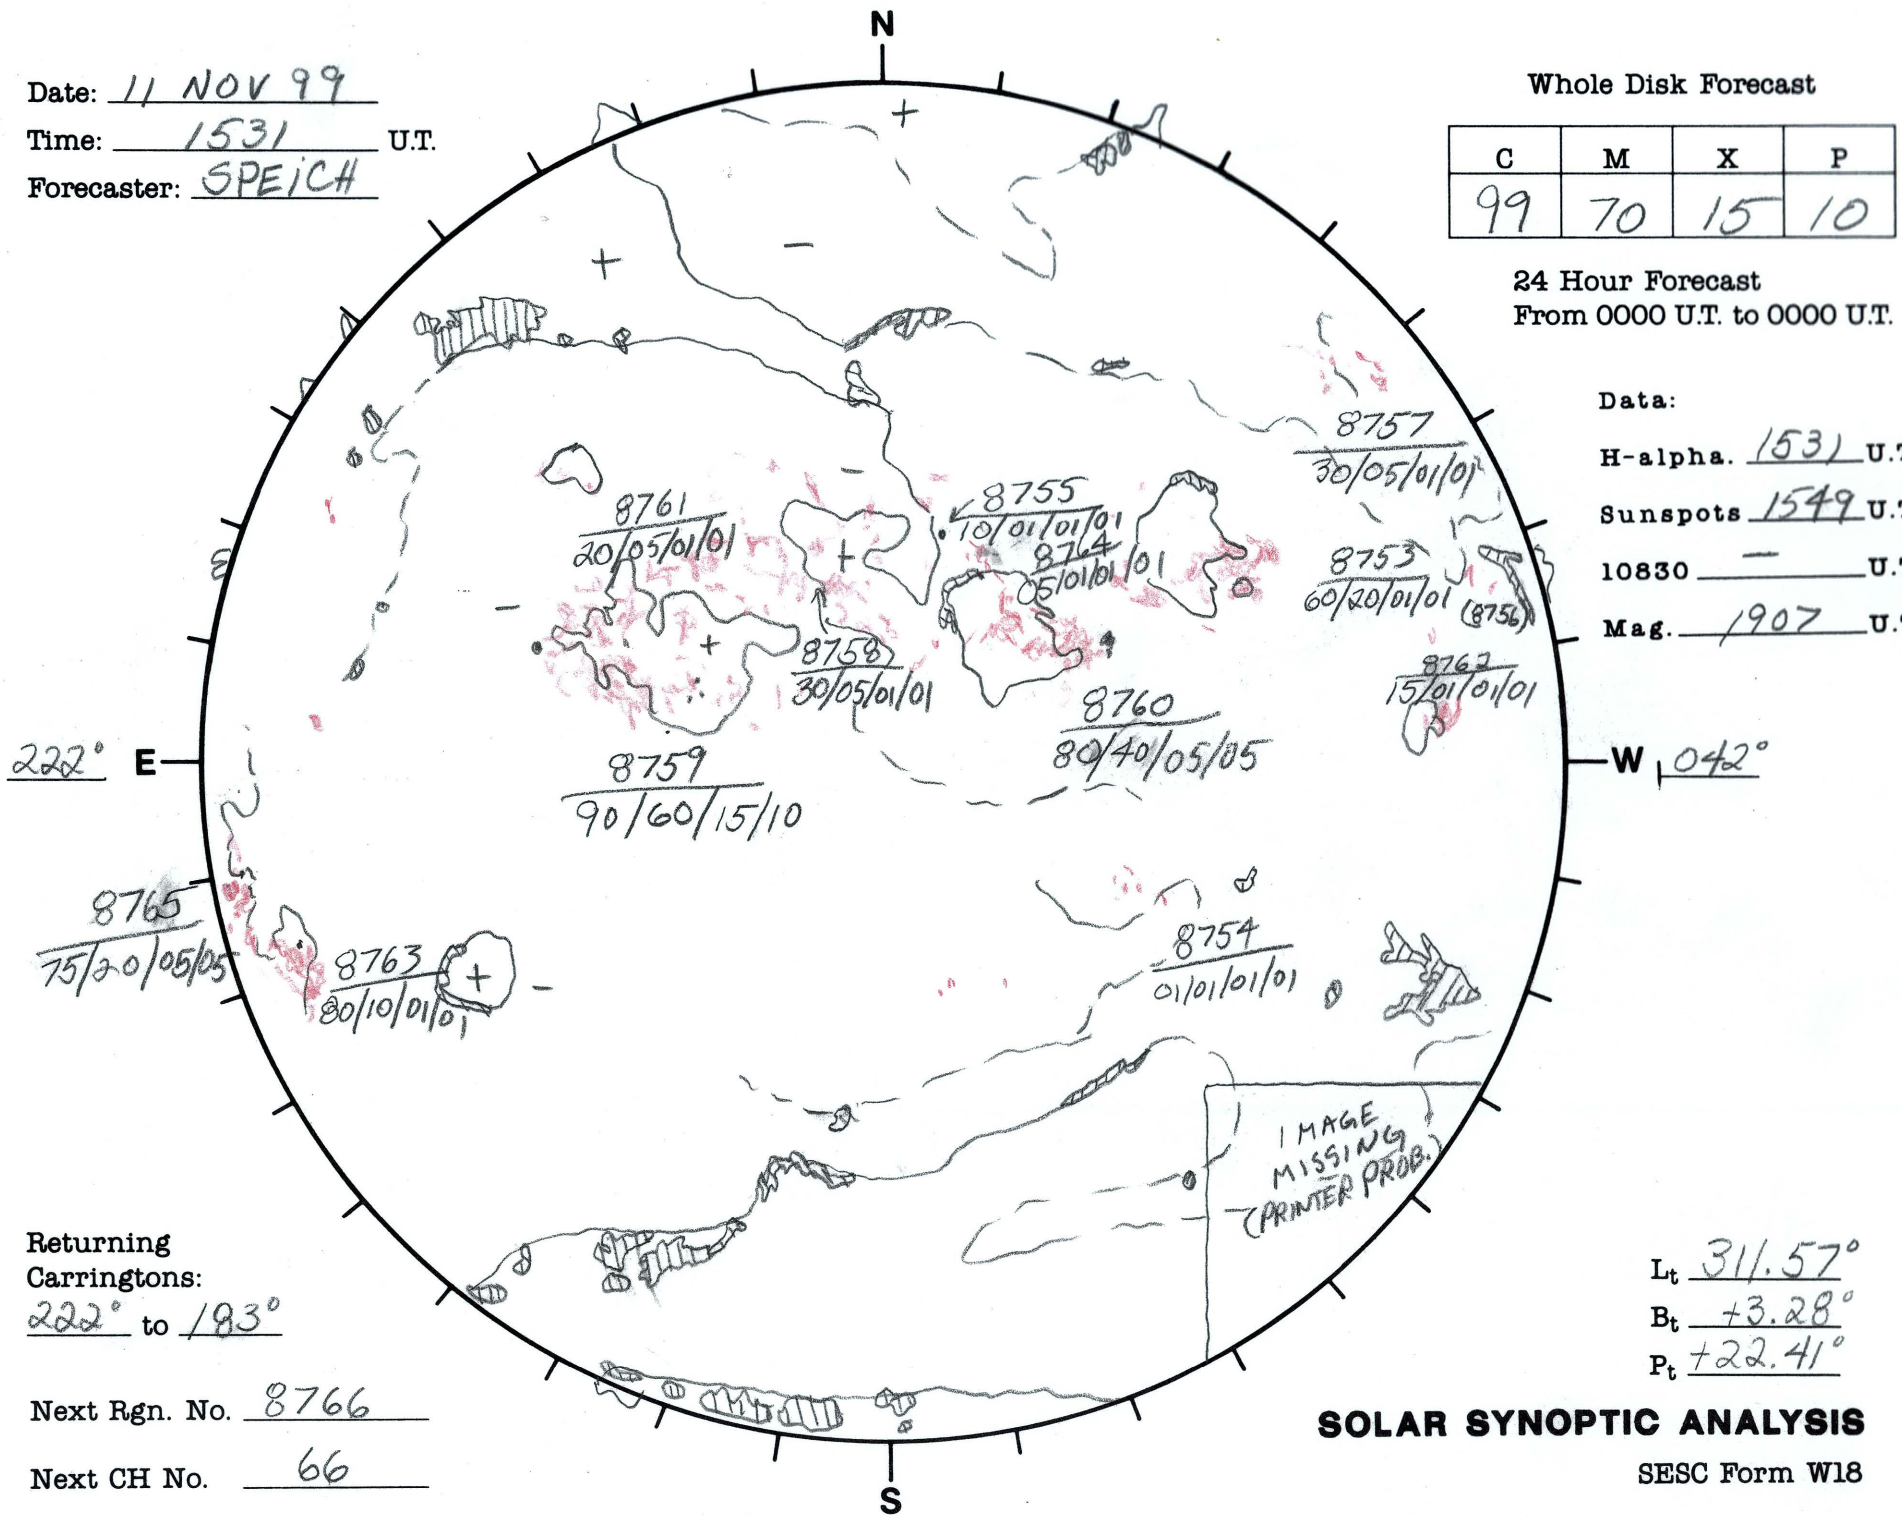 N
Date: 11 NOV 99
Time: 1531 U.T.
Forecaster: SPEICH
Whole Disk Forecast
C M X P
99 70 15 10
24 Hour Forecast
From 0000 U.T. to 0000 U.T.
Data:
H-alpha. 1531 U.T
Sunspots 1549 U.T
10830 — U.T
Mag. 1907 U.T
8757
30/05/01/01
8761
20/05/01/01
8755
10/01/01/01
8764
05/01/01/01
8753
60/20/01/01
(8756)
8758
30/05/01/01
8762
15/01/01/01
8760
80/40/05/05
8759
90/60/15/10
222° E
W 042°
8765
75/20/05/05
8763
80/10/01/01
8754
01/01/01/01
IMAGE
MISSING
(PRINTER PROB.)
Returning
Carringtons:
222° to 183°
Next Rgn. No. 8766
Next CH No. 66
Lt 311.57°
Bt +3.28°
Pt +22.41°
SOLAR SYNOPTIC ANALYSIS
SESC Form W18
S